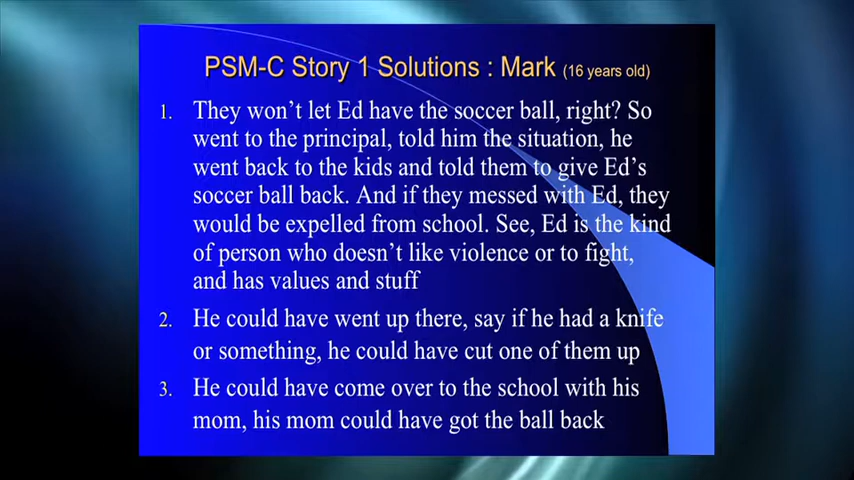 PSM-C Story 1 Solutions : Mark (16 years old)
1. They won't let Ed have the soccer ball, right? So
went to the principal, told him the situation, he
went back to the kids and told them to give Ed's
soccer ball back. And if they messed with Ed, they
would be expelled from school. See, Ed is the kind
of person who doesn't like violence or to fight,
and has values and stuff
2. He could have went up there, say if he had a knife
or something, he could have cut one of them up
3. He could have come over to the school with his
mom, his mom could have got the ball back